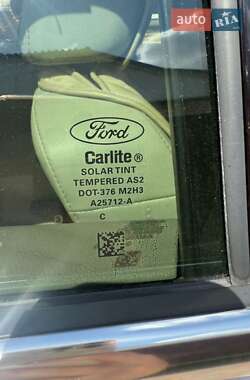 AUTO
RIA
Ford
Carlite®
SOLAR TINT
TEMPERED AS2
DOT-376 M2H3
A25712-A
C